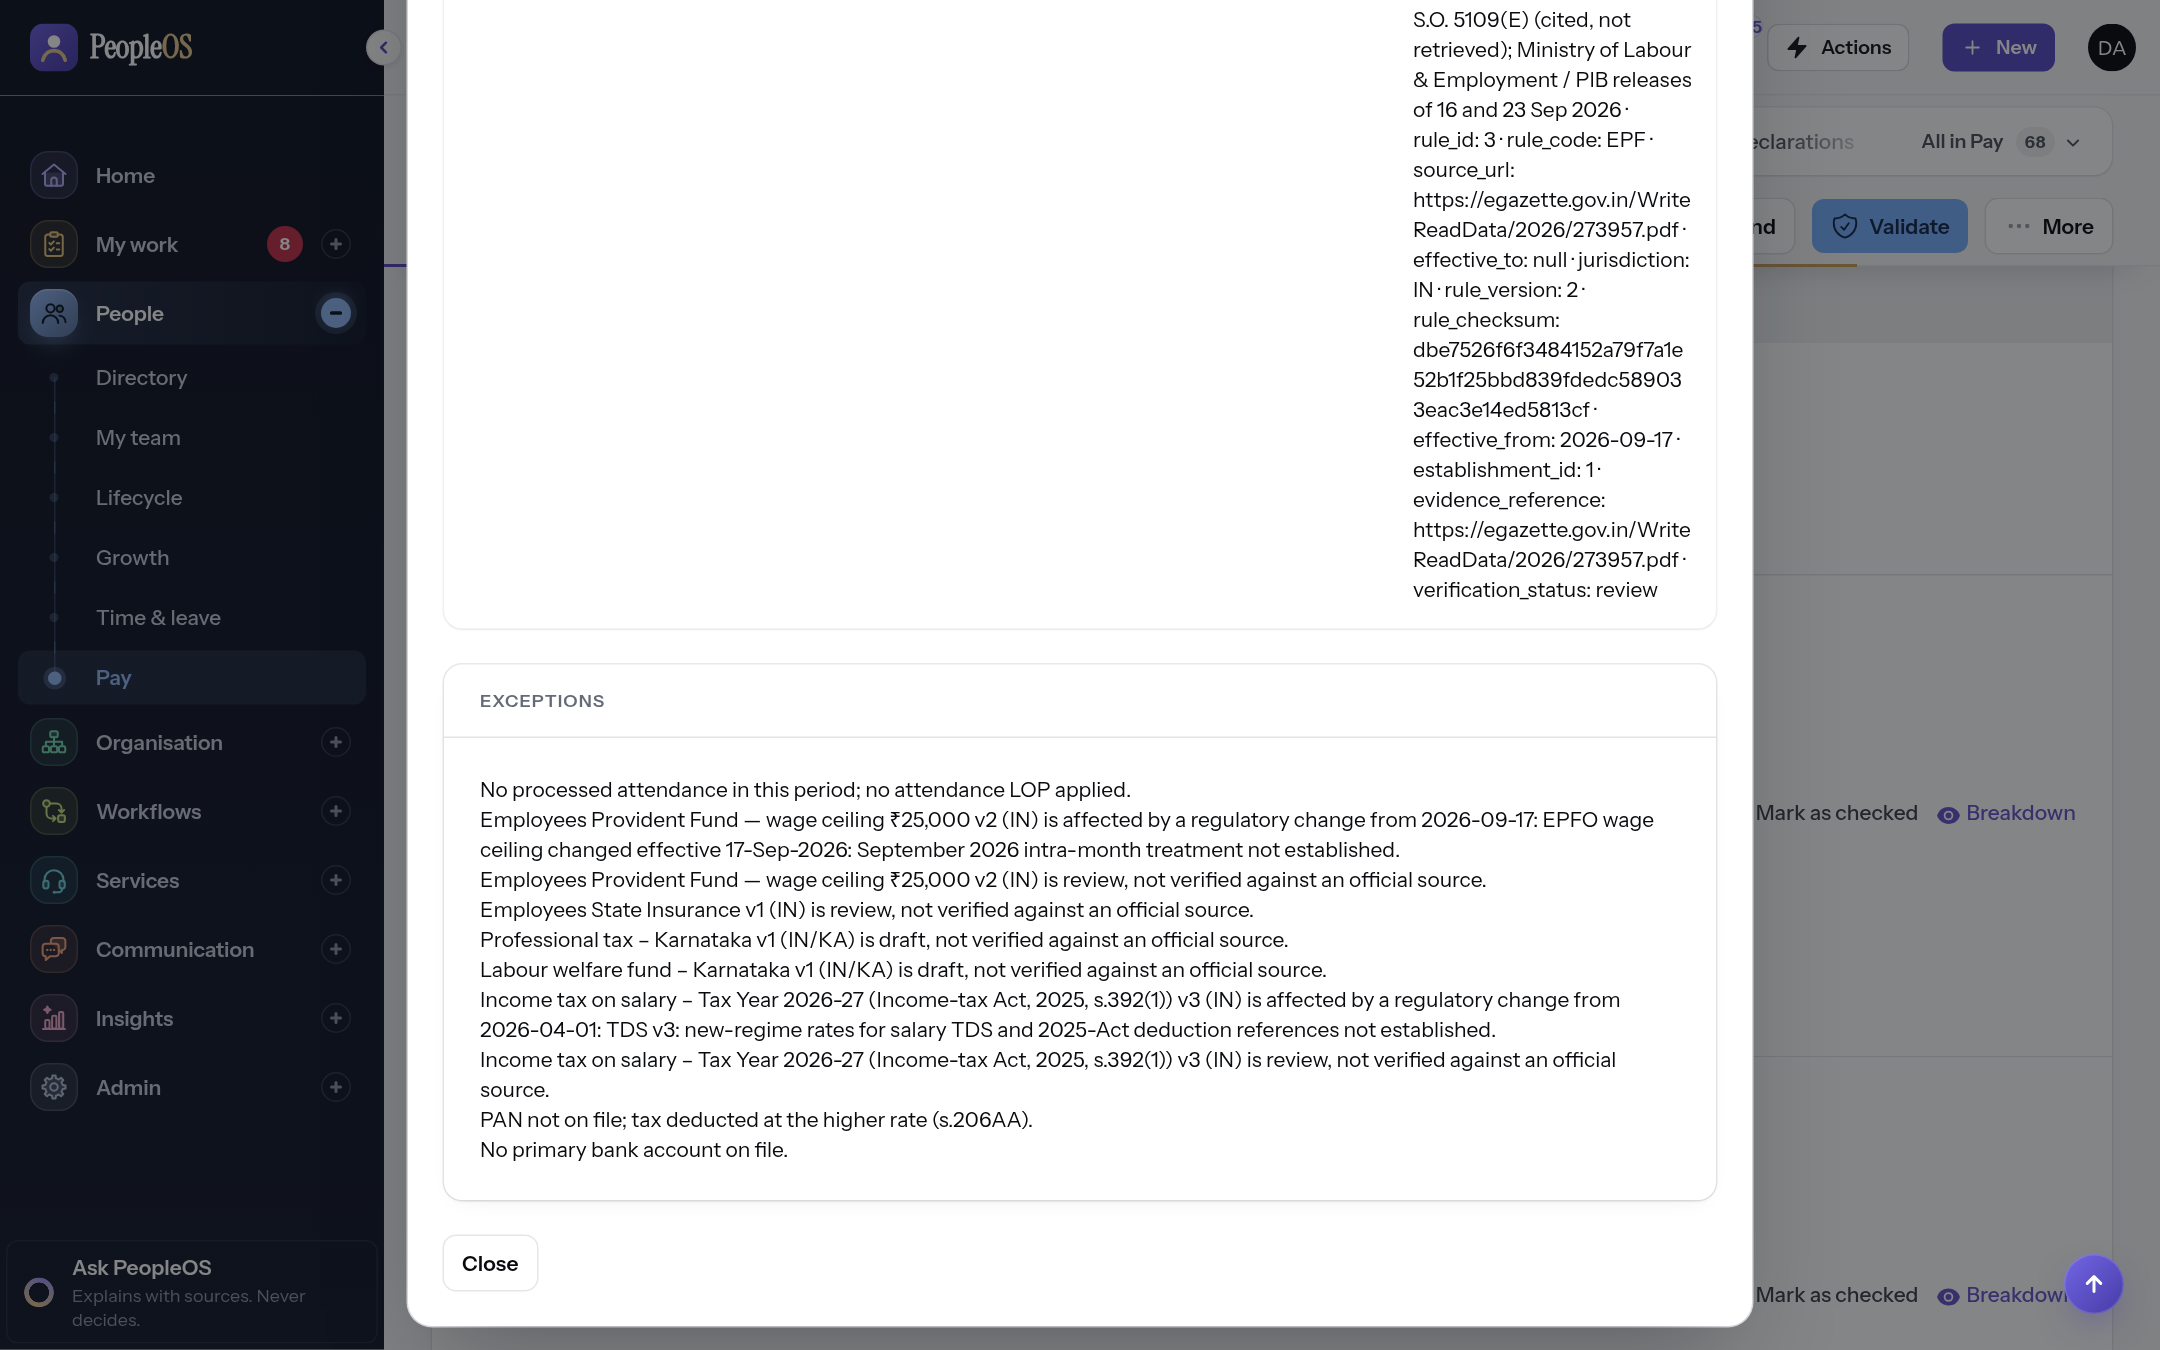 PeopleOS
5
Actions
New
DA
Home
My work
8
People
Directory
My team
Lifecycle
Growth
Time & leave
Pay
Organisation
Workflows
Services
Communication
Insights
Admin
Ask PeopleOS
Explains with sources. Never
decides.
All in Pay 68
Validate
More
S.O. 5109(E) (cited, not
retrieved); Ministry of Labour
& Employment / PIB releases
of 16 and 23 Sep 2026 ·
rule_id: 3 · rule_code: EPF ·
source_url:
https://egazette.gov.in/Write
ReadData/2026/273957.pdf ·
effective_to: null · jurisdiction:
IN · rule_version: 2 ·
rule_checksum:
dbe7526f6f3484152a79f7a1e
52b1f25bbd839fdedc58903
3eac3e14ed5813cf ·
effective_from: 2026-09-17 ·
establishment_id: 1 ·
evidence_reference:
https://egazette.gov.in/Write
ReadData/2026/273957.pdf ·
verification_status: review
EXCEPTIONS
No processed attendance in this period; no attendance LOP applied.
Employees Provident Fund — wage ceiling ₹25,000 v2 (IN) is affected by a regulatory change from 2026-09-17: EPFO wage
ceiling changed effective 17-Sep-2026: September 2026 intra-month treatment not established.
Employees Provident Fund — wage ceiling ₹25,000 v2 (IN) is review, not verified against an official source.
Employees State Insurance v1 (IN) is review, not verified against an official source.
Professional tax – Karnataka v1 (IN/KA) is draft, not verified against an official source.
Labour welfare fund – Karnataka v1 (IN/KA) is draft, not verified against an official source.
Income tax on salary – Tax Year 2026-27 (Income-tax Act, 2025, s.392(1)) v3 (IN) is affected by a regulatory change from
2026-04-01: TDS v3: new-regime rates for salary TDS and 2025-Act deduction references not established.
Income tax on salary – Tax Year 2026-27 (Income-tax Act, 2025, s.392(1)) v3 (IN) is review, not verified against an official
source.
PAN not on file; tax deducted at the higher rate (s.206AA).
No primary bank account on file.
Close
Mark as checked
Breakdown
Mark as checked